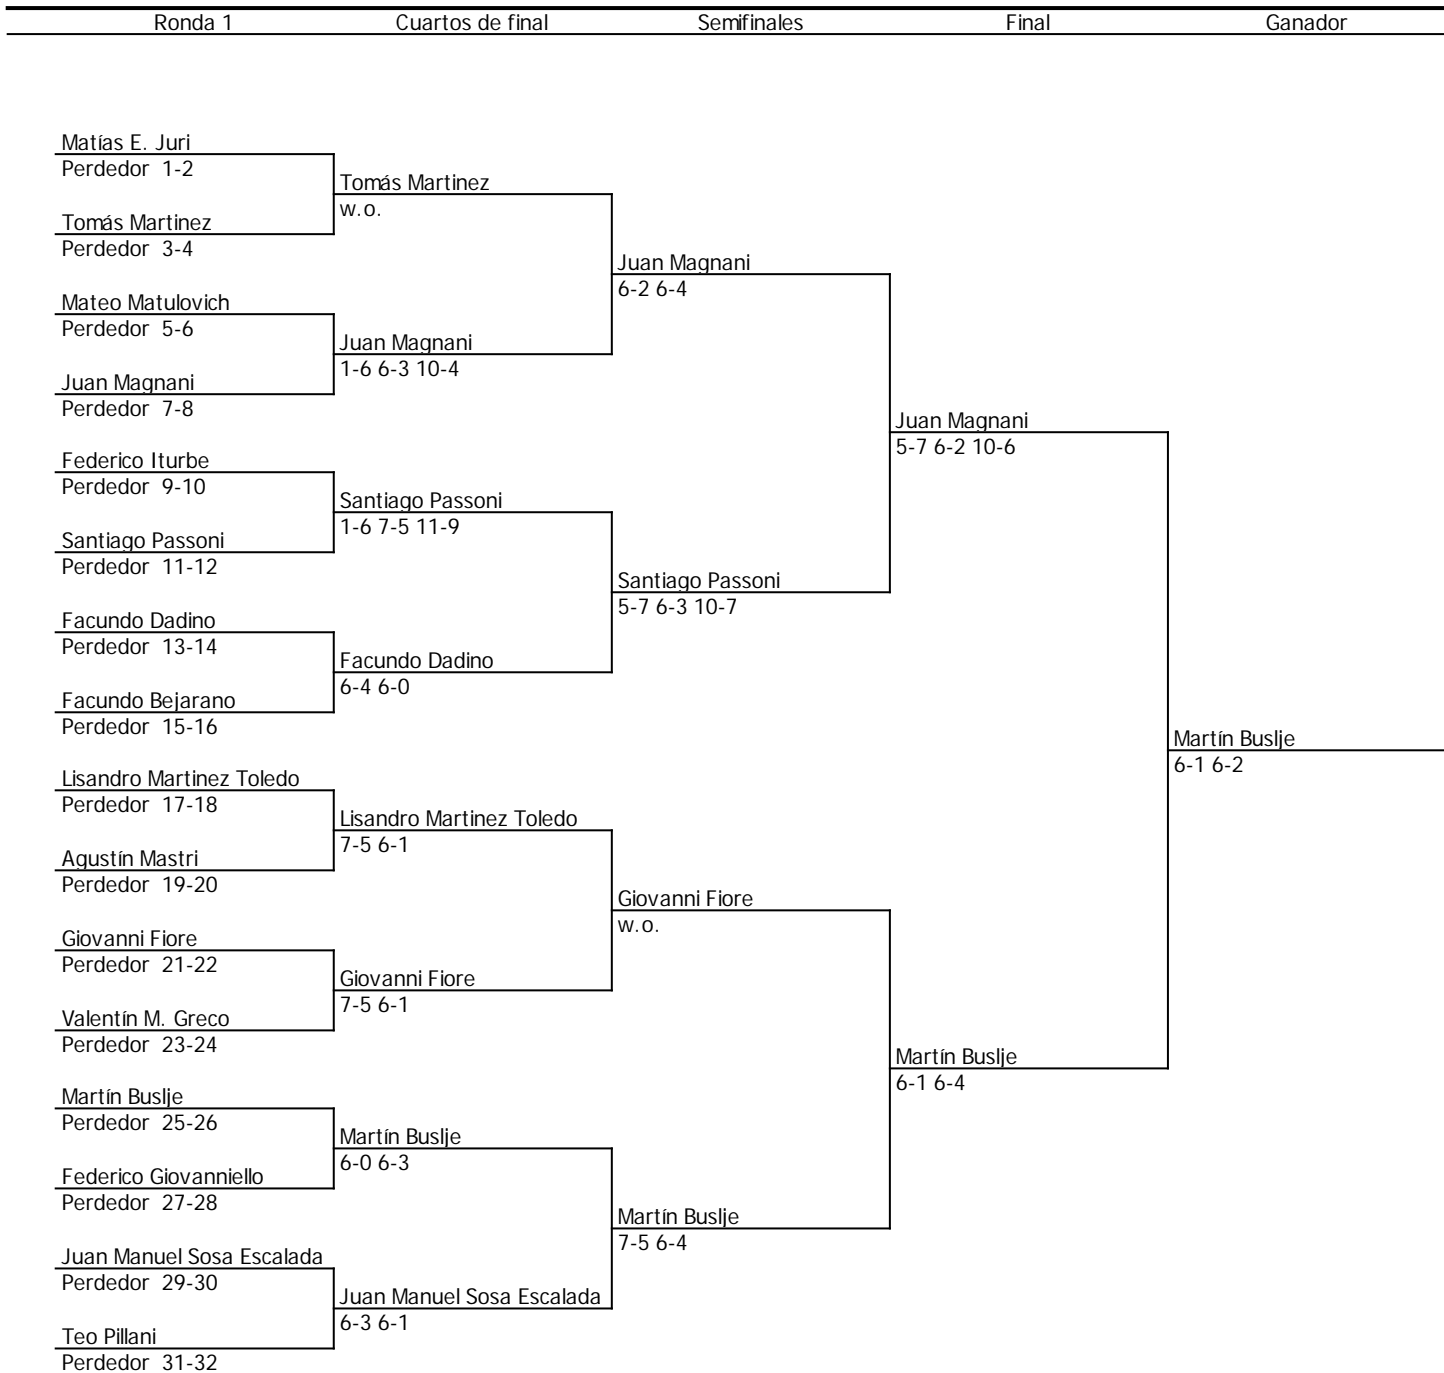 Ronda 1 Cuartos de final Semifinales Final Ganador
Matías E. Juri
Perdedor 1-2
Tomás Martinez
w.o.
Tomás Martinez
Perdedor 3-4
Juan Magnani
6-2 6-4
Mateo Matulovich
Perdedor 5-6
Juan Magnani
1-6 6-3 10-4
Juan Magnani
Perdedor 7-8
Juan Magnani
5-7 6-2 10-6
Federico Iturbe
Perdedor 9-10
Santiago Passoni
1-6 7-5 11-9
Santiago Passoni
Perdedor 11-12
Santiago Passoni
5-7 6-3 10-7
Facundo Dadino
Perdedor 13-14
Facundo Dadino
6-4 6-0
Facundo Bejarano
Perdedor 15-16
Martín Buslje
6-1 6-2
Lisandro Martinez Toledo
Perdedor 17-18
Lisandro Martinez Toledo
7-5 6-1
Agustín Mastri
Perdedor 19-20
Giovanni Fiore
w.o.
Giovanni Fiore
Perdedor 21-22
Giovanni Fiore
7-5 6-1
Valentín M. Greco
Perdedor 23-24
Martín Buslje
6-1 6-4
Martín Buslje
Perdedor 25-26
Martín Buslje
6-0 6-3
Federico Giovanniello
Perdedor 27-28
Martín Buslje
7-5 6-4
Juan Manuel Sosa Escalada
Perdedor 29-30
Juan Manuel Sosa Escalada
6-3 6-1
Teo Pillani
Perdedor 31-32